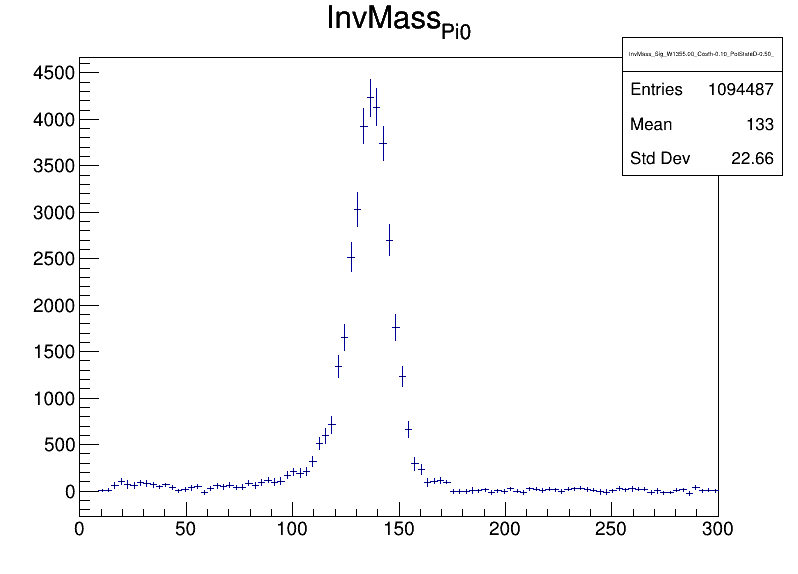 InvMass_Pi0
InvMass_Sig_W1355.00_Costh-0.10_PolStateD-0.50_
Entries 1094487
Mean 133
Std Dev 22.66
4500
4000
3500
3000
2500
2000
1500
1000
500
0
0 50 100 150 200 250 300